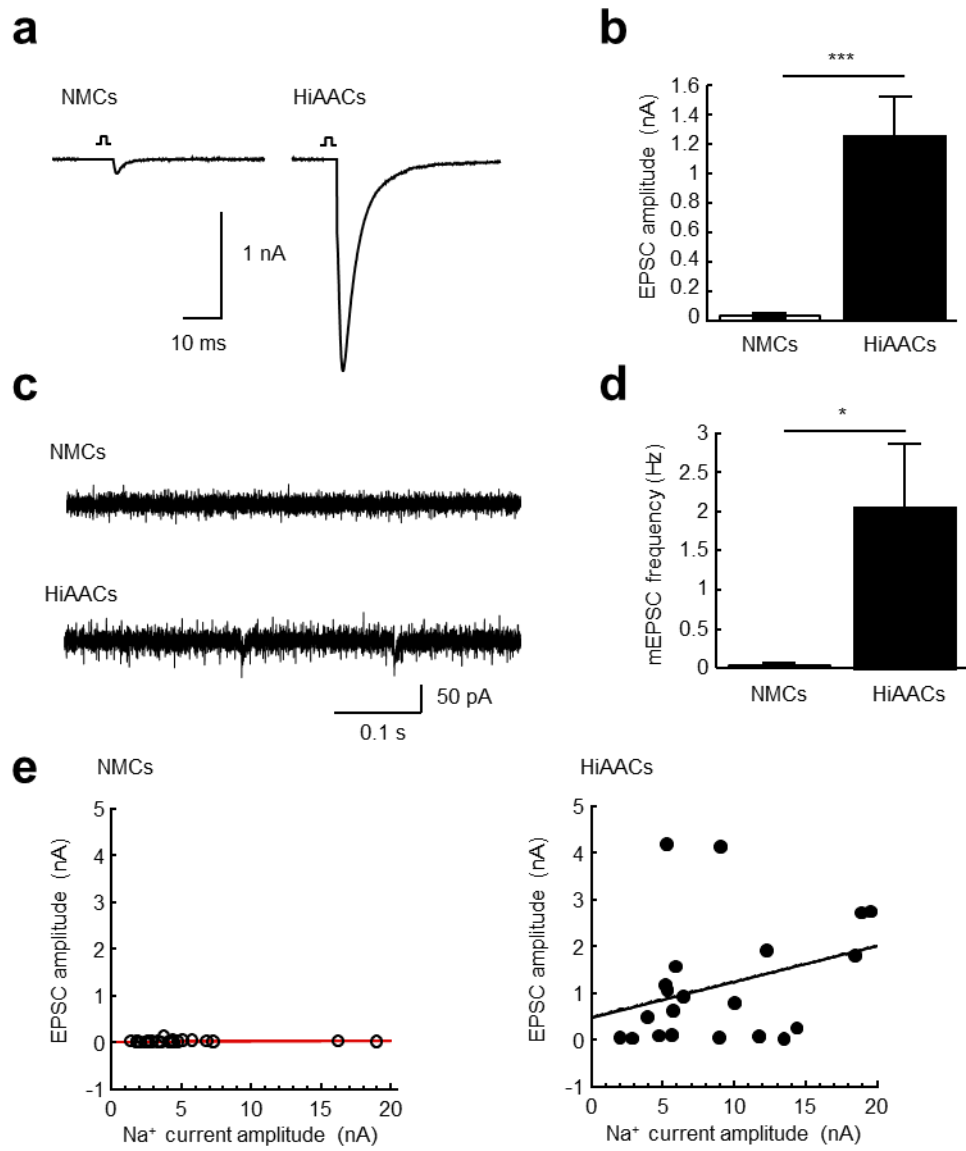 a
NMCs
HiAACs
1 nA
10 ms
b
***
EPSC amplitude (nA)
1.6
1.4
1.2
1
0.8
0.6
0.4
0.2
0
NMCs
HiAACs
c
NMCs
HiAACs
50 pA
0.1 s
d
*
mEPSC frequency (Hz)
3
2.5
2
1.5
1
0.5
0
NMCs
HiAACs
e
NMCs
EPSC amplitude (nA)
5
4
3
2
1
0
-1
0 5 10 15 20
Na⁺ current amplitude (nA)
HiAACs
EPSC amplitude (nA)
5
4
3
2
1
0
-1
0 5 10 15 20
Na⁺ current amplitude (nA)